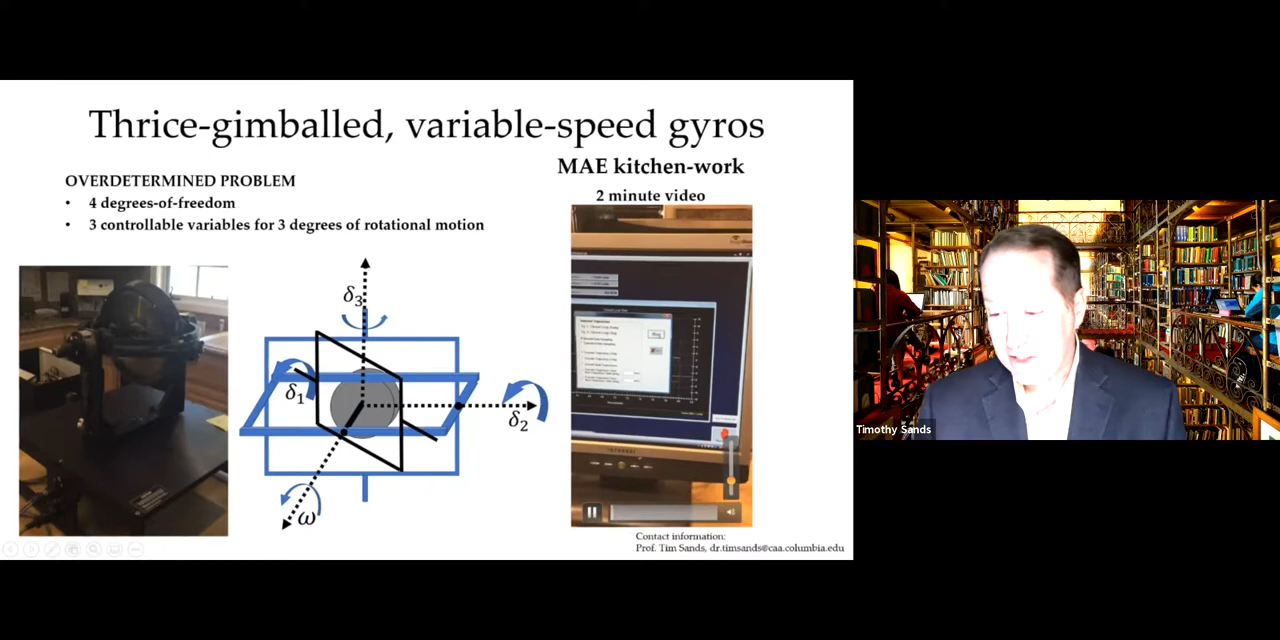 Thrice-gimballed, variable-speed gyros
MAE kitchen-work
OVERDETERMINED PROBLEM
2 minute video
• 4 degrees-of-freedom
• 3 controllable variables for 3 degrees of rotational motion
δ3
δ1
δ2
ω
Timothy Sands
Contact information:
Prof. Tim Sands, dr.timsands@caa.columbia.edu